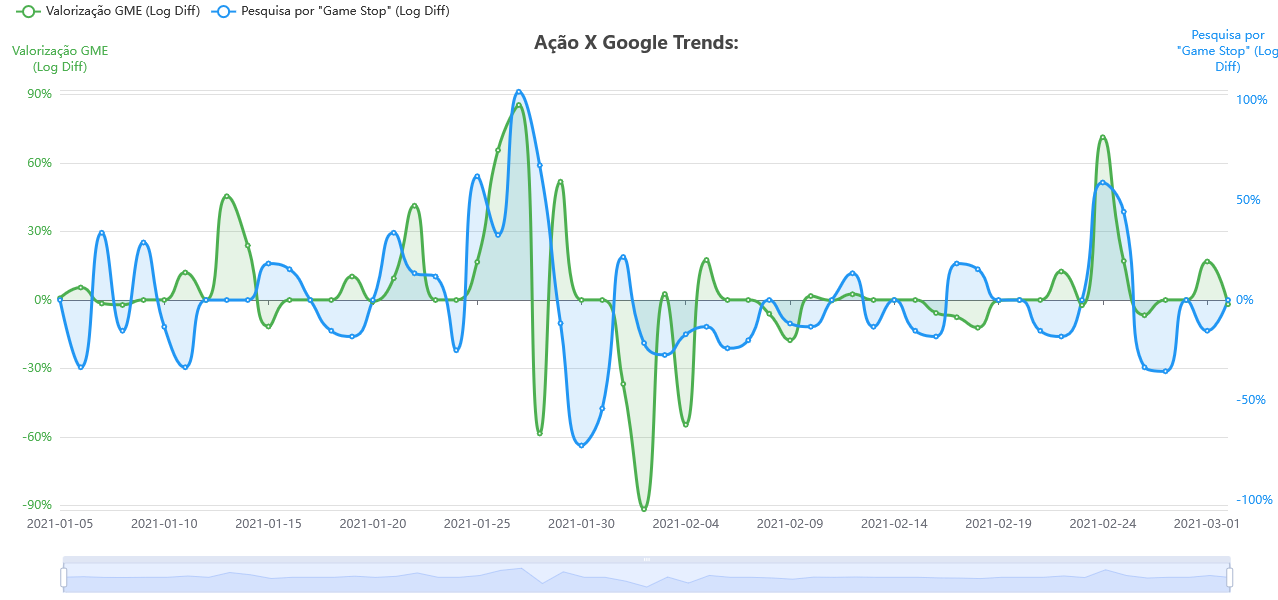 Valorização GME (Log Diff) Pesquisa por "Game Stop" (Log Diff)
Ação X Google Trends:
Valorização GME
(Log Diff)
Pesquisa por
"Game Stop" (Log
Diff)
90%
60%
30%
0%
-30%
-60%
-90%
100%
50%
0%
-50%
-100%
2021-01-05 2021-01-10 2021-01-15 2021-01-20 2021-01-25 2021-01-30 2021-02-04 2021-02-09 2021-02-14 2021-02-19 2021-02-24 2021-03-01